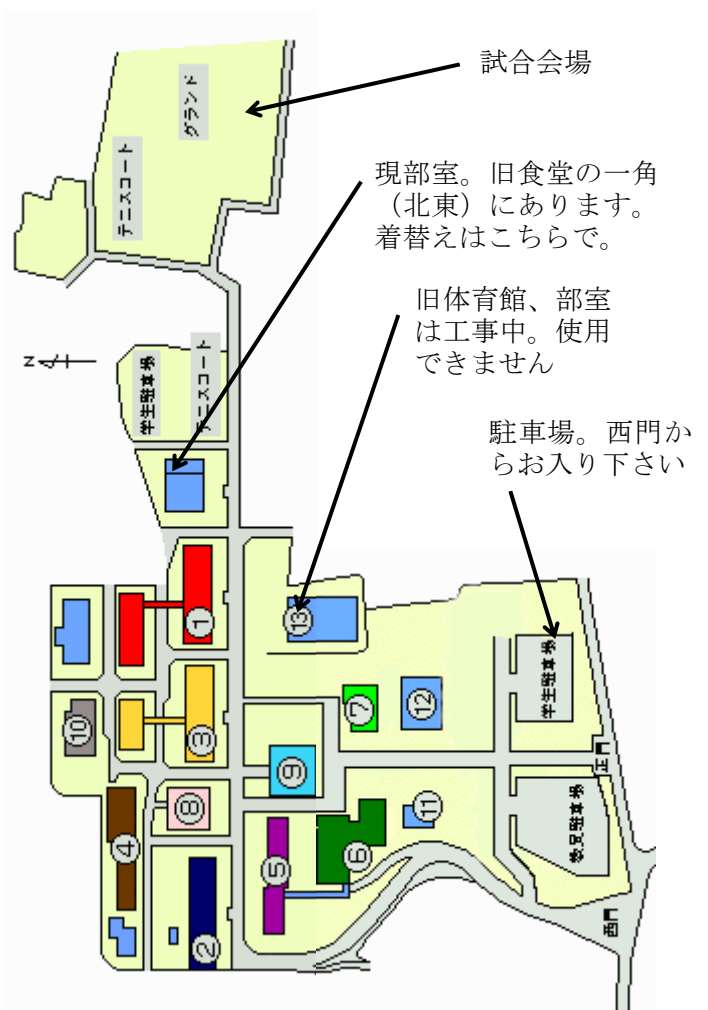 試合会場
グランド
テニスコート
現部室。旧食堂の一角
（北東）にあります。
着替えはこちらで。
旧体育館、部室
は工事中。使用
できません
N
学生駐車場
テニスコート
駐車場。西門か
らお入り下さい
①
⑬
③
⑩
⑦
⑫
学生駐車場
⑨
⑧
④
⑪
正門
教员駐車場
⑤
⑥
②
西門